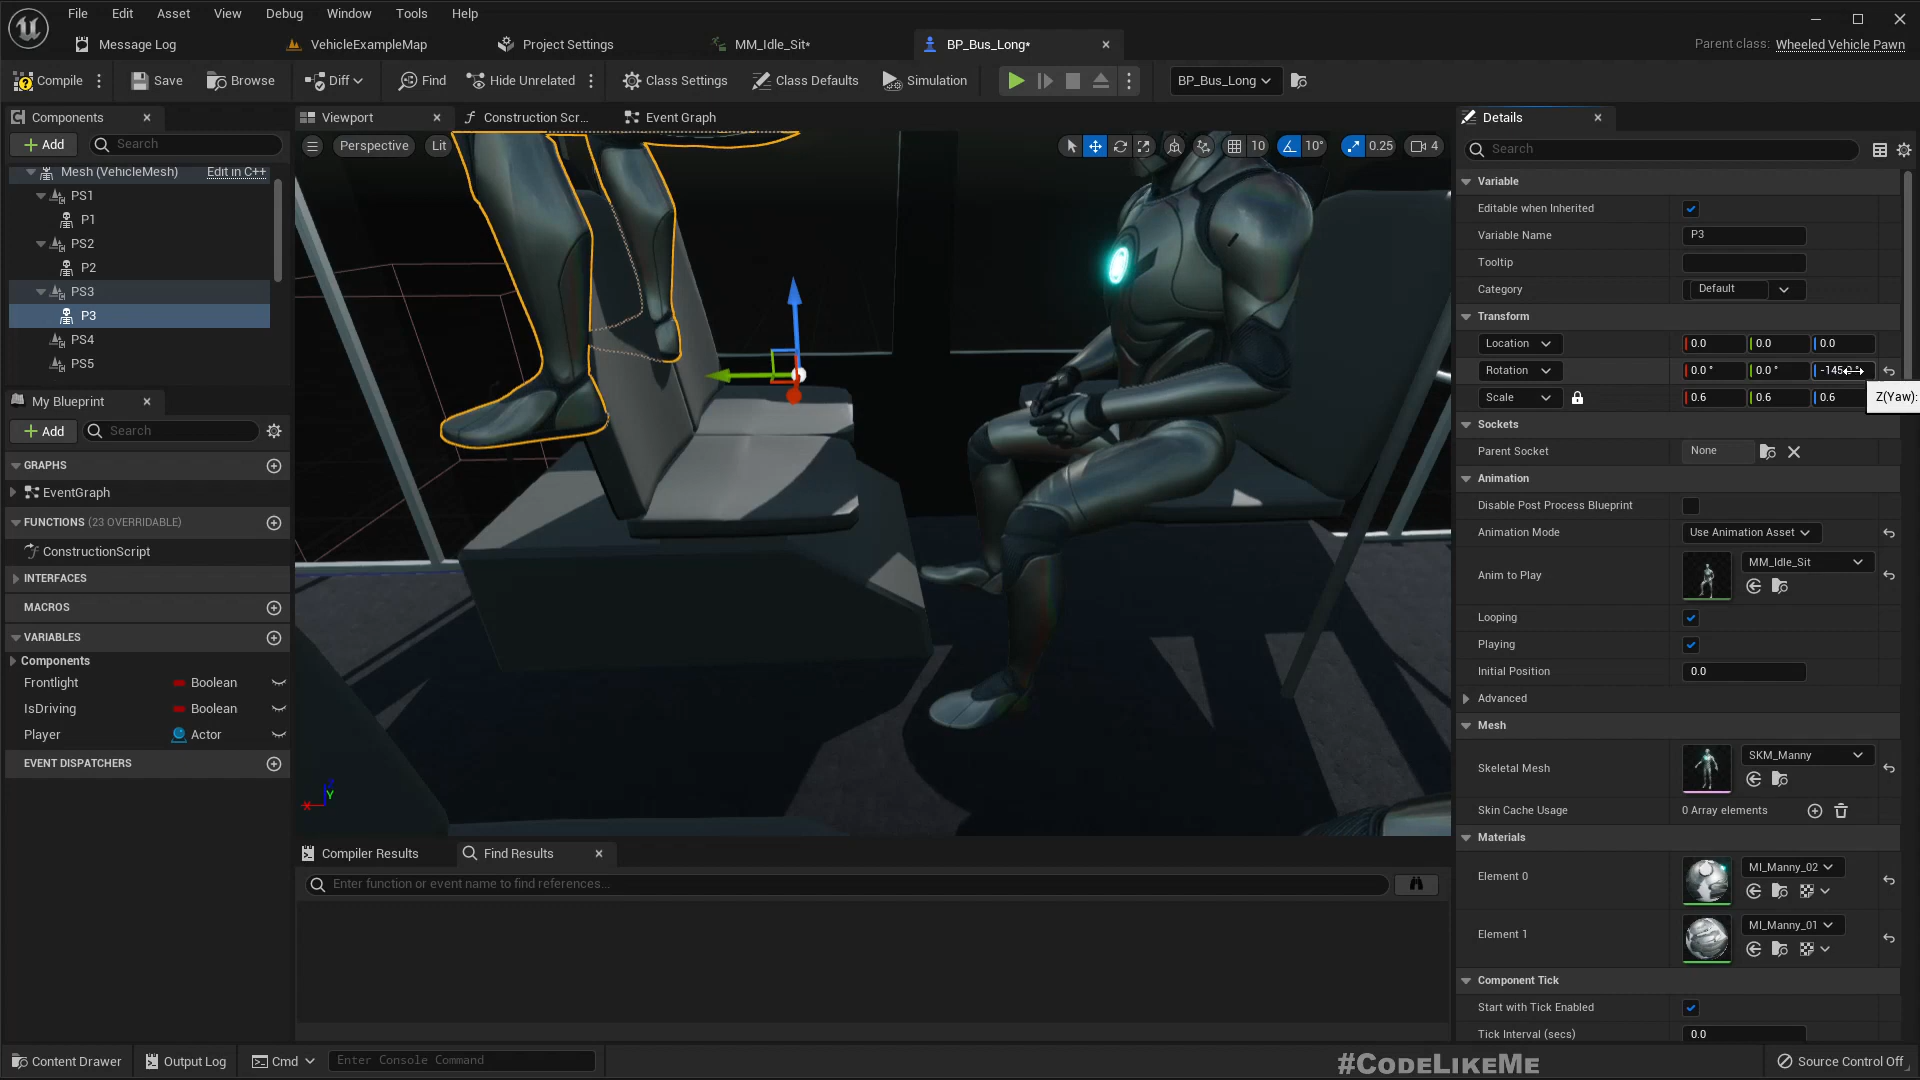 File Edit Asset View Debug Window Tools Help
Message Log VehicleExampleMap Project Settings MM_Idle_Sit* BP_Bus_Long* Parent class: Wheeled Vehicle Pawn
Compile Save Browse Diff Find Hide Unrelated Class Settings Class Defaults Simulation BP_Bus_Long
Components Viewport Construction Scr... Event Graph Details
Add Search Perspective Lit 10 10° 0.25 4 Search
Mesh (VehicleMesh) Edit in C++
PS1
P1
PS2
P2
PS3
P3
PS4
PS5
My Blueprint
Add Search
GRAPHS
EventGraph
FUNCTIONS (23 OVERRIDABLE)
ConstructionScript
INTERFACES
MACROS
VARIABLES
Components
Frontlight Boolean
IsDriving Boolean
Player Actor
EVENT DISPATCHERS
X Y
Compiler Results Find Results
Enter function or event name to find references...
Variable
Editable when Inherited
Variable Name P3
Tooltip
Category Default
Transform
Location 0.0 0.0 0.0
Rotation 0.0 ° 0.0 ° -145
Scale 0.6 0.6 0.6 Z(Yaw):
Sockets
Parent Socket None
Animation
Disable Post Process Blueprint
Animation Mode Use Animation Asset
Anim to Play MM_Idle_Sit
Looping
Playing
Initial Position 0.0
Advanced
Mesh
Skeletal Mesh SKM_Manny
Skin Cache Usage 0 Array elements
Materials
Element 0 MI_Manny_02
Element 1 MI_Manny_01
Component Tick
Start with Tick Enabled
Tick Interval (secs) 0.0
Content Drawer Output Log Cmd Enter Console Command #CODELIKEME Source Control Off